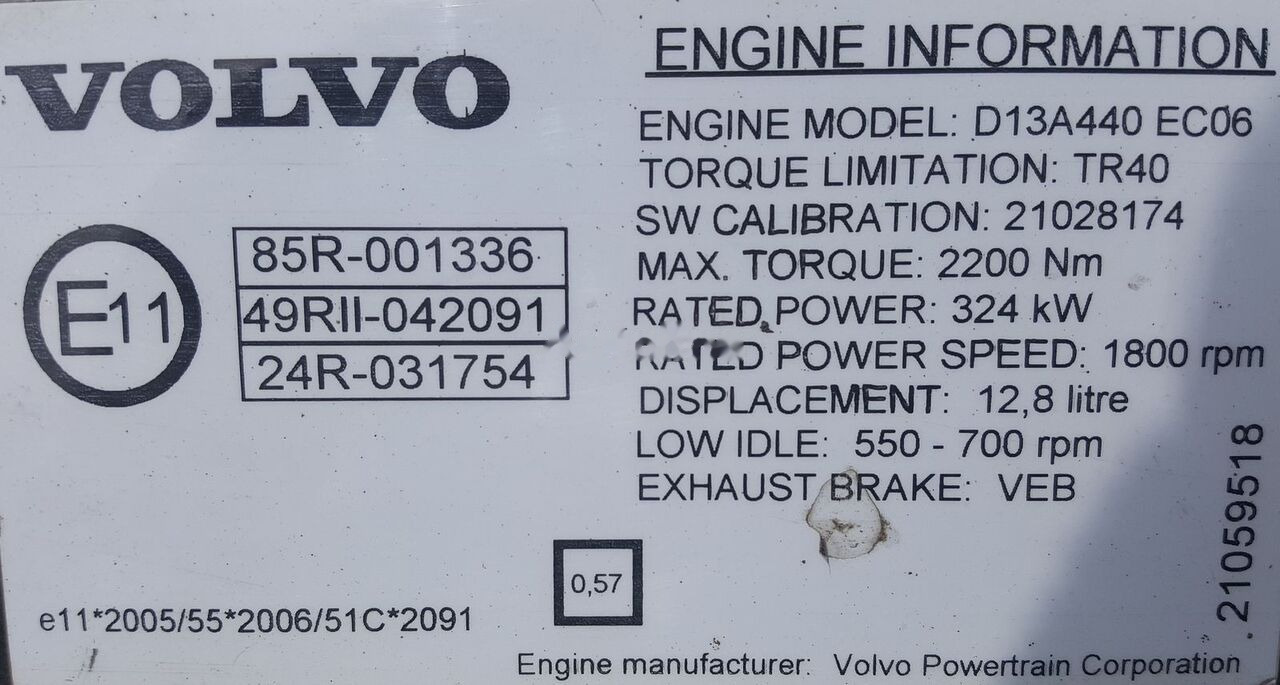 VOLVO
ENGINE INFORMATION
ENGINE MODEL: D13A440 EC06
TORQUE LIMITATION: TR40
SW CALIBRATION: 21028174
MAX. TORQUE: 2200 Nm
RATED POWER: 324 kW
RATED POWER SPEED: 1800 rpm
DISPLACEMENT: 12,8 litre
LOW IDLE: 550 - 700 rpm
EXHAUST BRAKE: VEB
E11
85R-001336
49RII-042091
24R-031754
0,57
e11*2005/55*2006/51C*2091
21059518
Engine manufacturer: Volvo Powertrain Corporation